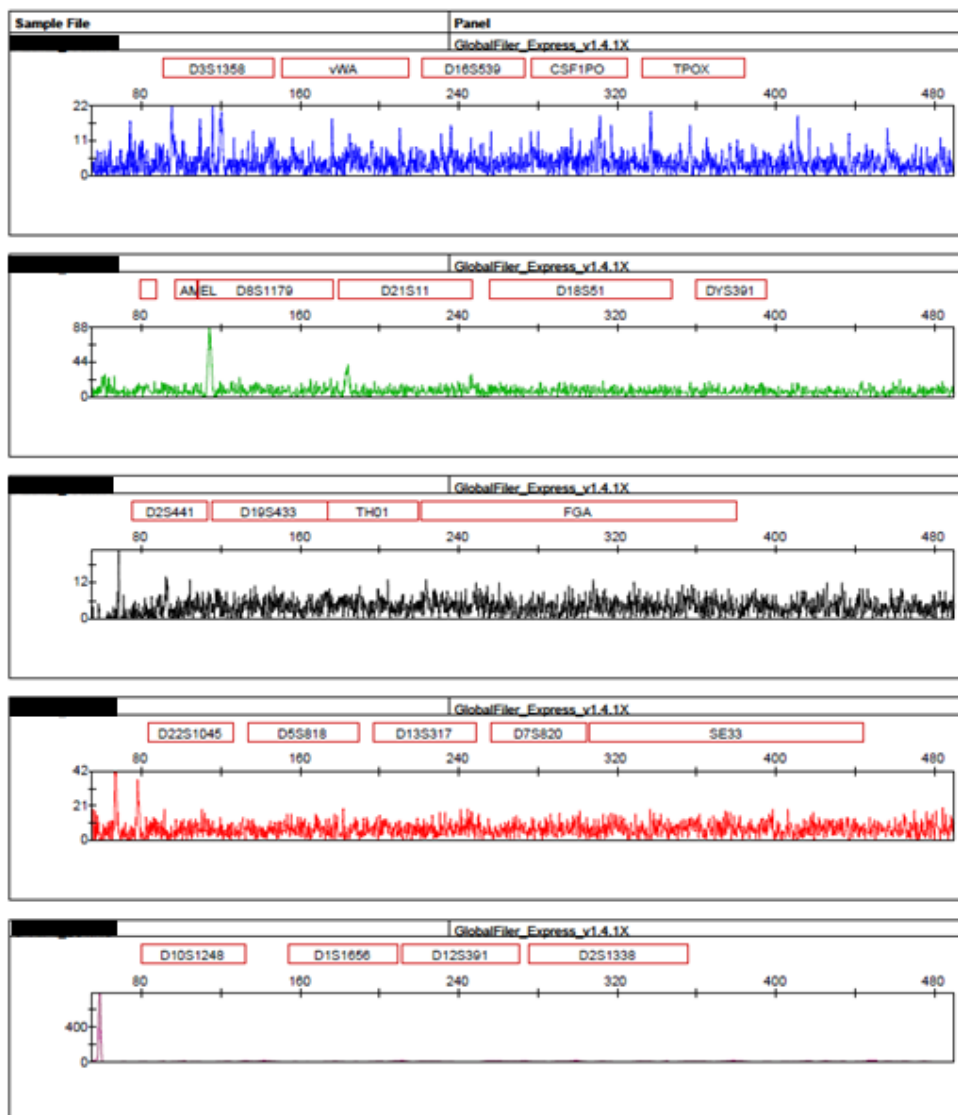 Sample File Panel
GlobalFiler_Express_v1.4.1X
D3S1358 vWA D16S539 CSF1PO TPOX
80 160 240 320 400 480
22
11
0
GlobalFiler_Express_v1.4.1X
AMEL D8S1179 D21S11 D18S51 DYS391
80 160 240 320 400 480
88
44
0
GlobalFiler_Express_v1.4.1X
D2S441 D19S433 TH01 FGA
80 160 240 320 400 480
12
0
GlobalFiler_Express_v1.4.1X
D22S1045 D5S818 D13S317 D7S820 SE33
80 160 240 320 400 480
42
21
0
GlobalFiler_Express_v1.4.1X
D10S1248 D1S1656 D12S391 D2S1338
80 160 240 320 400 480
400
0